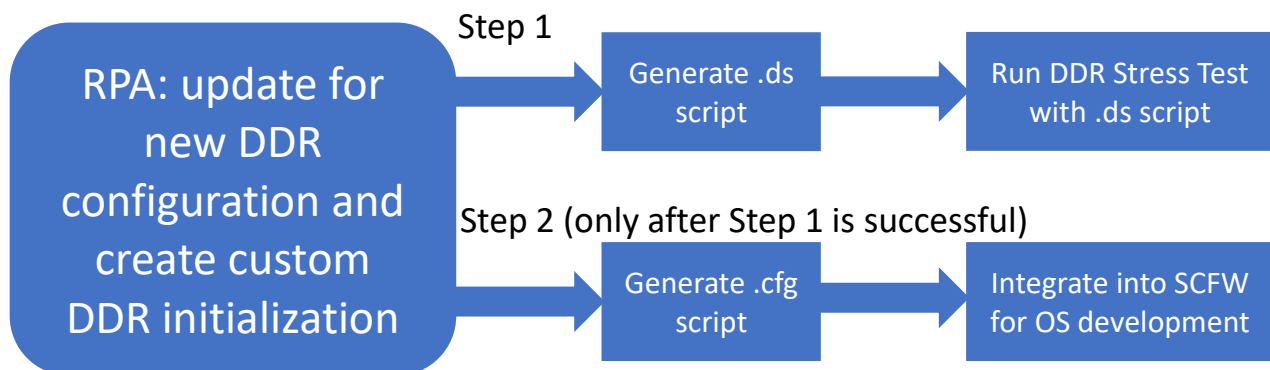 Step 1
RPA: update for
new DDR
configuration and
create custom
DDR initialization
Generate .ds
script
Run DDR Stress Test
with .ds script
Step 2 (only after Step 1 is successful)
Generate .cfg
script
Integrate into SCFW
for OS development